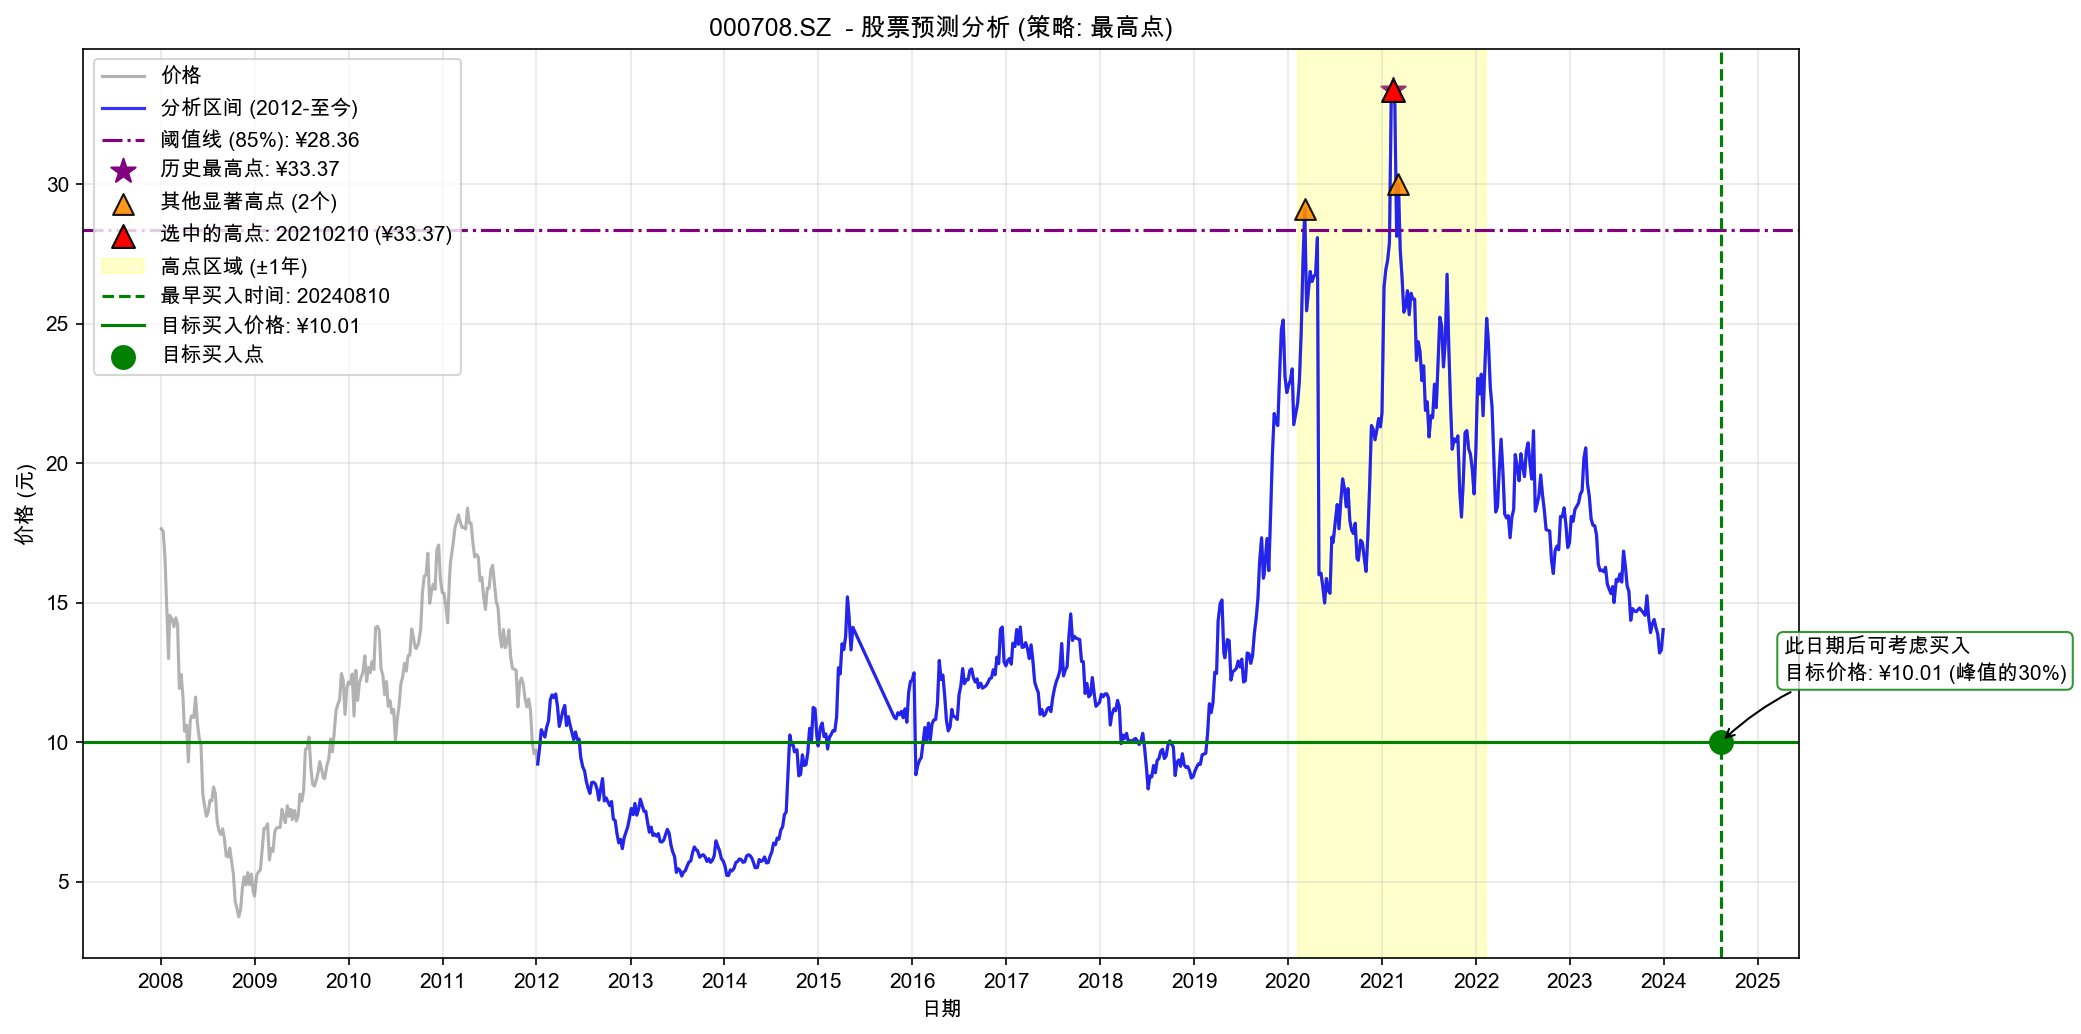 000708.SZ - 股票预测分析 (策略: 最高点)
价格
分析区间 (2012-至今)
阈值线 (85%): ¥28.36
历史最高点: ¥33.37
其他显著高点 (2个)
选中的高点: 20210210 (¥33.37)
高点区域 (±1年)
最早买入时间: 20240810
目标买入价格: ¥10.01
目标买入点
价格 (元)
30
25
20
15
10
5
此日期后可考虑买入
目标价格: ¥10.01 (峰值的30%)
2008 2009 2010 2011 2012 2013 2014 2015 2016 2017 2018 2019 2020 2021 2022 2023 2024 2025
日期